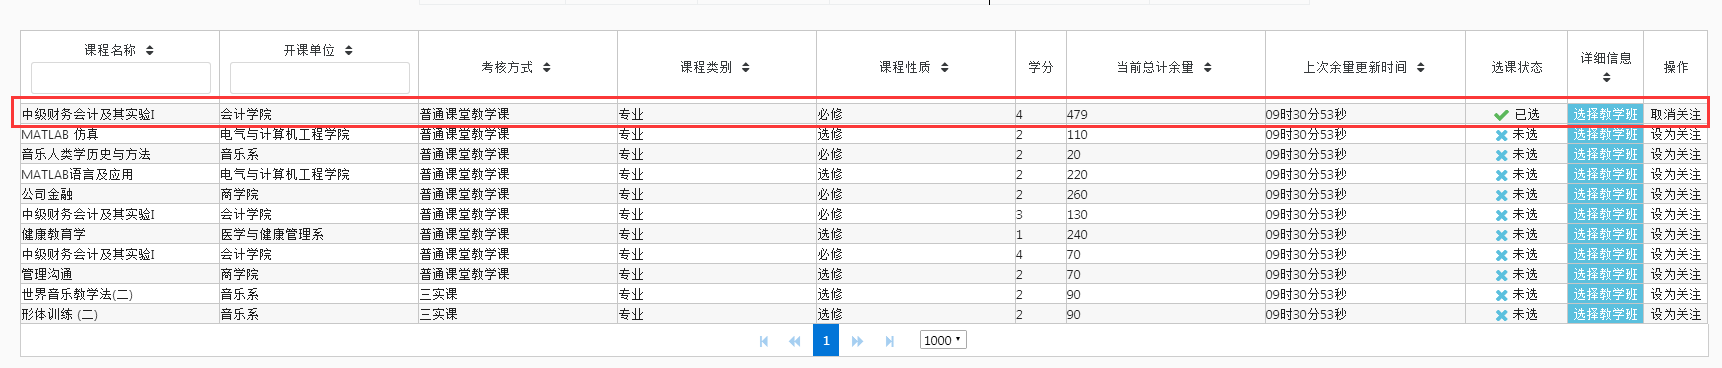 课程名称 开课单位 考核方式 课程类别 课程性质 学分 当前总计余量 上次余量更新时间 选课状态 详细信息 操作
中级财务会计及其实验I 会计学院 普通课堂教学课 专业 必修 4 479 09时30分53秒 已选 选择教学班 取消关注
MATLAB 仿真 电气与计算机工程学院 普通课堂教学课 专业 选修 2 110 09时30分53秒 未选 选择教学班 设为关注
音乐人类学历史与方法 音乐系 普通课堂教学课 专业 必修 2 20 09时30分53秒 未选 选择教学班 设为关注
MATLAB语言及应用 电气与计算机工程学院 普通课堂教学课 专业 选修 2 220 09时30分53秒 未选 选择教学班 设为关注
公司金融 商学院 普通课堂教学课 专业 必修 2 260 09时30分53秒 未选 选择教学班 设为关注
中级财务会计及其实验I 会计学院 普通课堂教学课 专业 必修 3 130 09时30分53秒 未选 选择教学班 设为关注
健康教育学 医学与健康管理系 普通课堂教学课 专业 选修 1 240 09时30分53秒 未选 选择教学班 设为关注
中级财务会计及其实验I 会计学院 普通课堂教学课 专业 必修 4 70 09时30分53秒 未选 选择教学班 设为关注
管理沟通 商学院 普通课堂教学课 专业 选修 2 70 09时30分53秒 未选 选择教学班 设为关注
世界音乐教学法(二) 音乐系 三实课 专业 选修 2 90 09时30分53秒 未选 选择教学班 设为关注
形体训练 (二) 音乐系 三实课 专业 选修 2 90 09时30分53秒 未选 选择教学班 设为关注
1 1000